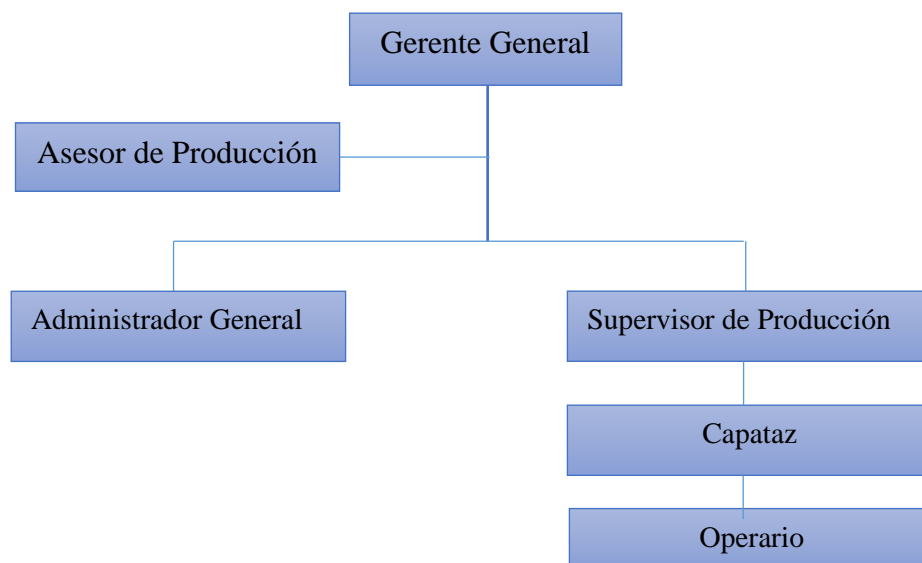 Gerente General
Asesor de Producción
Administrador General
Supervisor de Producción
Capataz
Operario